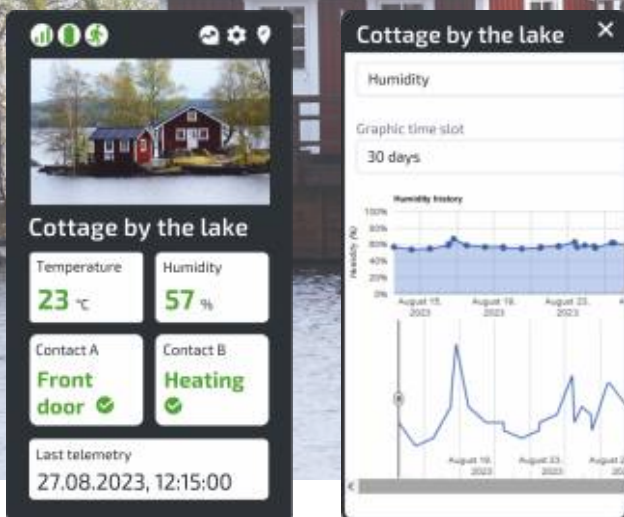 Cottage by the lake
Temperature
23 °C
Humidity
57 %
Contact A
Front
door
Contact B
Heating
Last telemetry
27.08.2023, 12:15:00
Cottage by the lake
Humidity
Graphic time slot
30 days
Humidity history
Humidity (%)
100%
80%
60%
40%
20%
0%
August 15,
2023
August 19,
2023
August 23,
2023
August 19,
2023
August 23,
2023
August